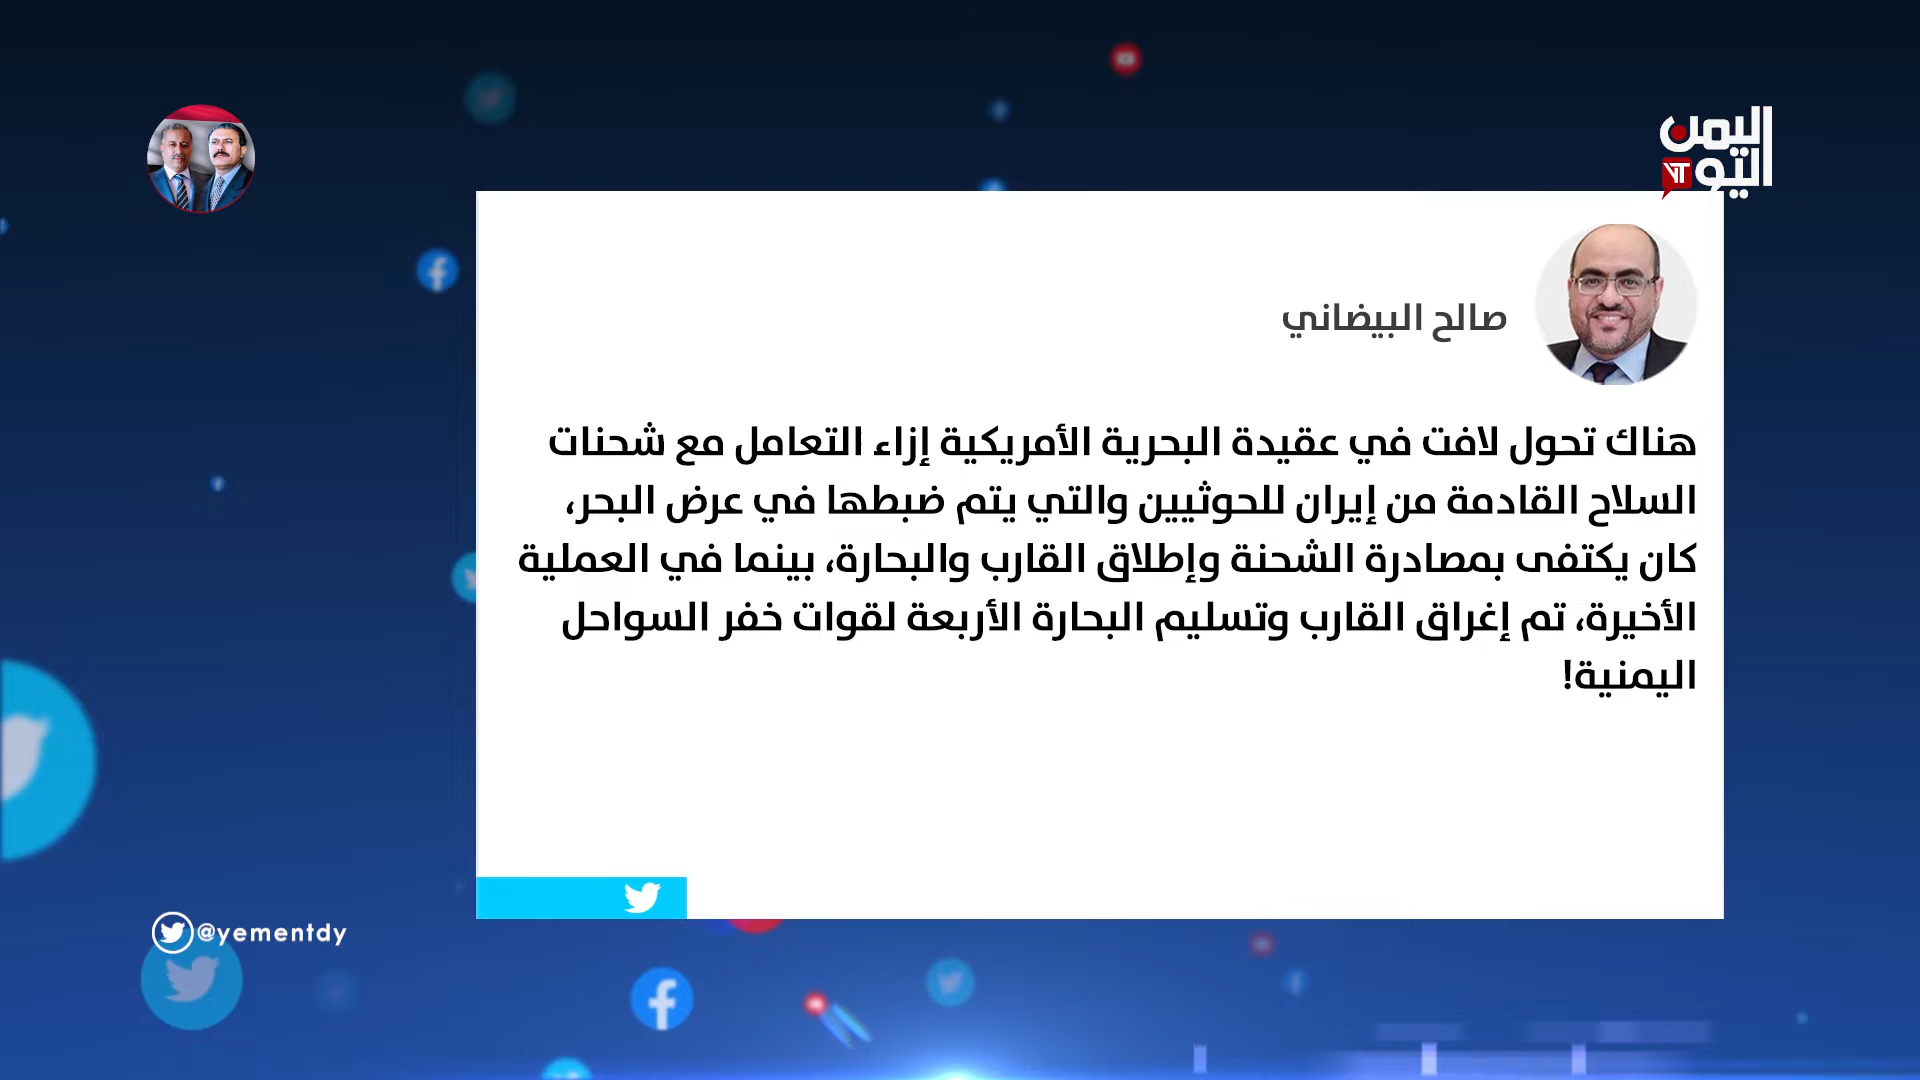 اليمن
اليوم
YT
صالح البيضاني
هناك تحول لافت في عقيدة البحرية الأمريكية إزاء التعامل مع شحنات
السلاح القادمة من إيران للحوثيين والتي يتم ضبطها في عرض البحر،
كان يكتفى بمصادرة الشحنة وإطلاق القارب والبحارة، بينما في العملية
الأخيرة، تم إغراق القارب وتسليم البحارة الأربعة لقوات خفر السواحل
اليمنية!
@yementdy